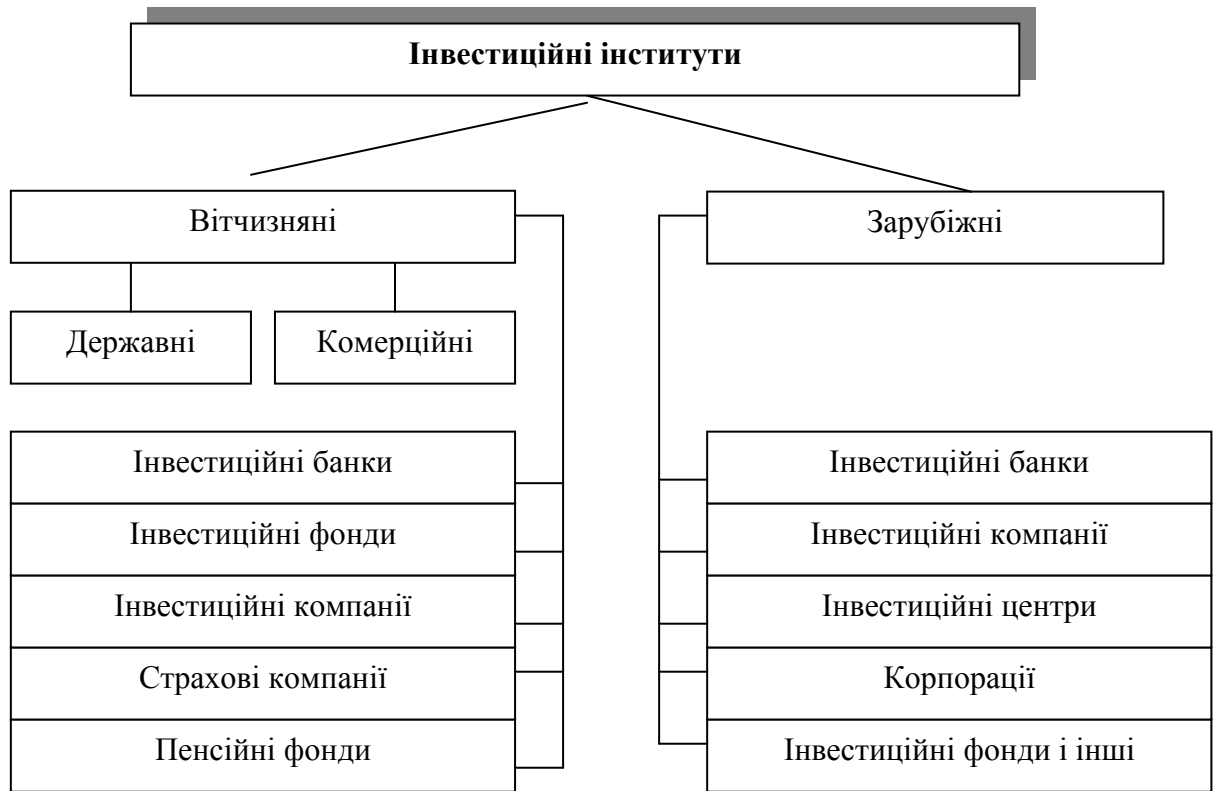 Інвестиційні інститути
Вітчизняні
Зарубіжні
Державні
Комерційні
Інвестиційні банки
Інвестиційні фонди
Інвестиційні компанії
Страхові компанії
Пенсійні фонди
Інвестиційні банки
Інвестиційні компанії
Інвестиційні центри
Корпорації
Інвестиційні фонди і інші